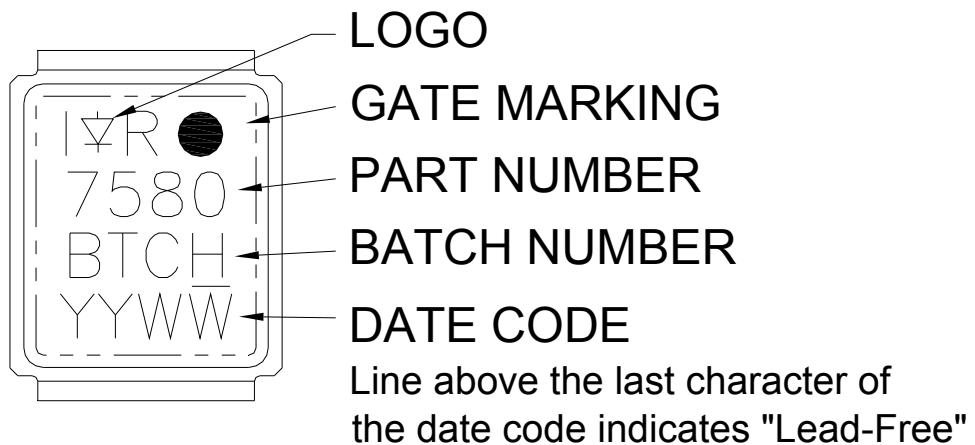 LOGO
GATE MARKING
PART NUMBER
BATCH NUMBER
DATE CODE
Line above the last character of
the date code indicates "Lead-Free"
I R
7580
BTCH
YYWW